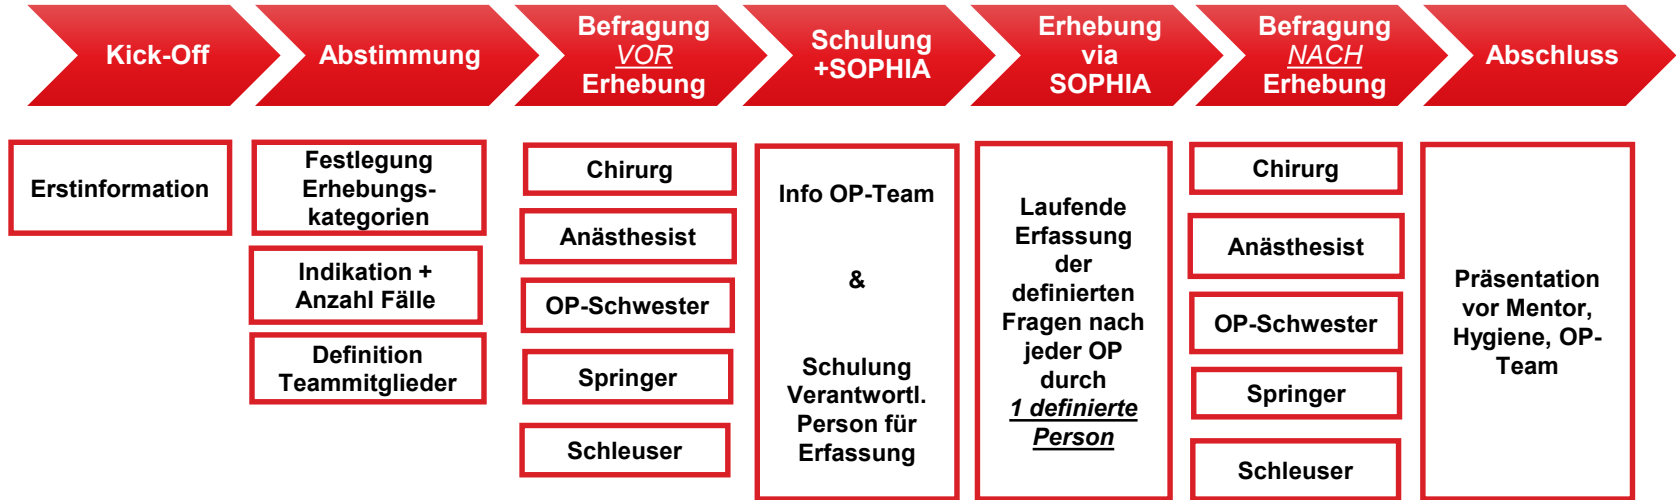 Kick-Off
Abstimmung
Befragung
VOR
Erhebung
Schulung
+SOPHIA
Erhebung
via
SOPHIA
Befragung
NACH
Erhebung
Abschluss
Erstinformation
Festlegung
Erhebungs-
kategorien
Indikation +
Anzahl Fälle
Definition
Teammitglieder
Chirurg
Anästhesist
OP-Schwester
Springer
Schleuser
Info OP-Team
&
Schulung
Verantwortl.
Person für
Erfassung
Laufende
Erfassung
der
definierten
Fragen nach
jeder OP
durch
1 definierte
Person
Chirurg
Anästhesist
OP-Schwester
Springer
Schleuser
Präsentation
vor Mentor,
Hygiene, OP-
Team